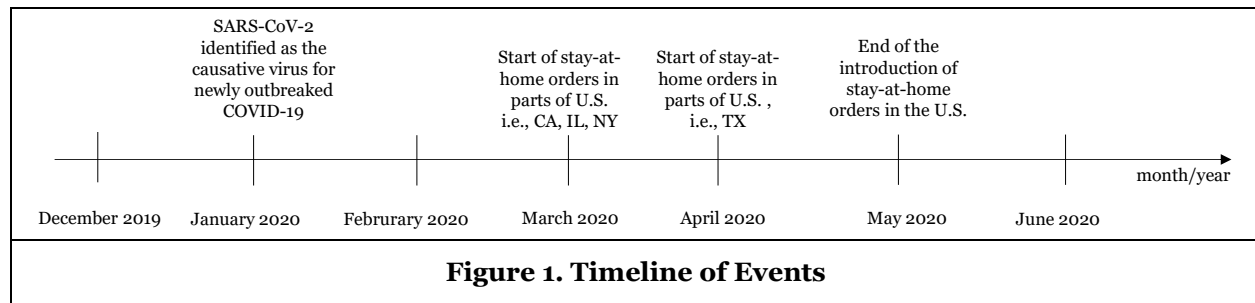 SARS-CoV-2
identified as the
causative virus for
newly outbreaked
COVID-19
Start of stay-at-
home orders in
parts of U.S.
i.e., CA, IL, NY
Start of stay-at-
home orders in
parts of U.S. ,
i.e., TX
End of the
introduction of
stay-at-home
orders in the U.S.
month/year
December 2019
January 2020
Februrary 2020
March 2020
April 2020
May 2020
June 2020
Figure 1. Timeline of Events